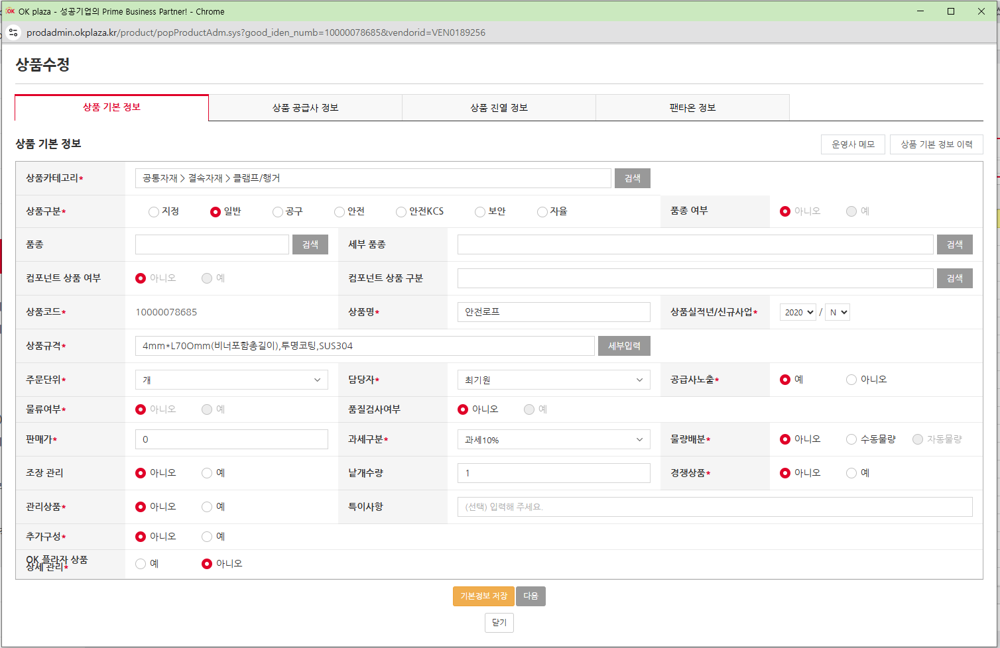 OK plaza - 성공기업의 Prime Business Partner! - Chrome
prodadmin.okplaza.kr/product/popProductAdm.sys?good_iden_numb=10000078685&vendorid=VEN0189256
상품수정
상품 기본 정보 상품 공급사 정보 상품 진열 정보 팬타온 정보
상품 기본 정보 운영사 메모 상품 기본 정보 이력
상품카테고리* 공통자재 > 결속자재 > 클램프/행거 검색
상품구분* 지정 일반 공구 안전 안전KCS 보안 자율 품종 여부 아니오 예
품종 검색 세부 품종 검색
컴포넌트 상품 여부 아니오 예 컴포넌트 상품 구분 검색
상품코드* 10000078685 상품명* 안전로프 상품실적년/신규사업* 2020 / N
상품규격* 4mm*L700mm(비너포함총길이),투명코팅,SUS304 세부입력
주문단위* 개 담당자* 최기원 공급사노출* 예 아니오
물류여부* 아니오 예 품질검사여부 아니오 예
판매가* 0 과세구분* 과세10% 물량배분* 아니오 수동물량 자동물량
조장 관리 아니오 예 낱개수량 1 경쟁상품* 아니오 예
관리상품* 아니오 예 특이사항 (선택) 입력해 주세요.
추가구성* 아니오 예
OK 플라자 상품
상세 관리* 예 아니오
기본정보 저장 다음
닫기